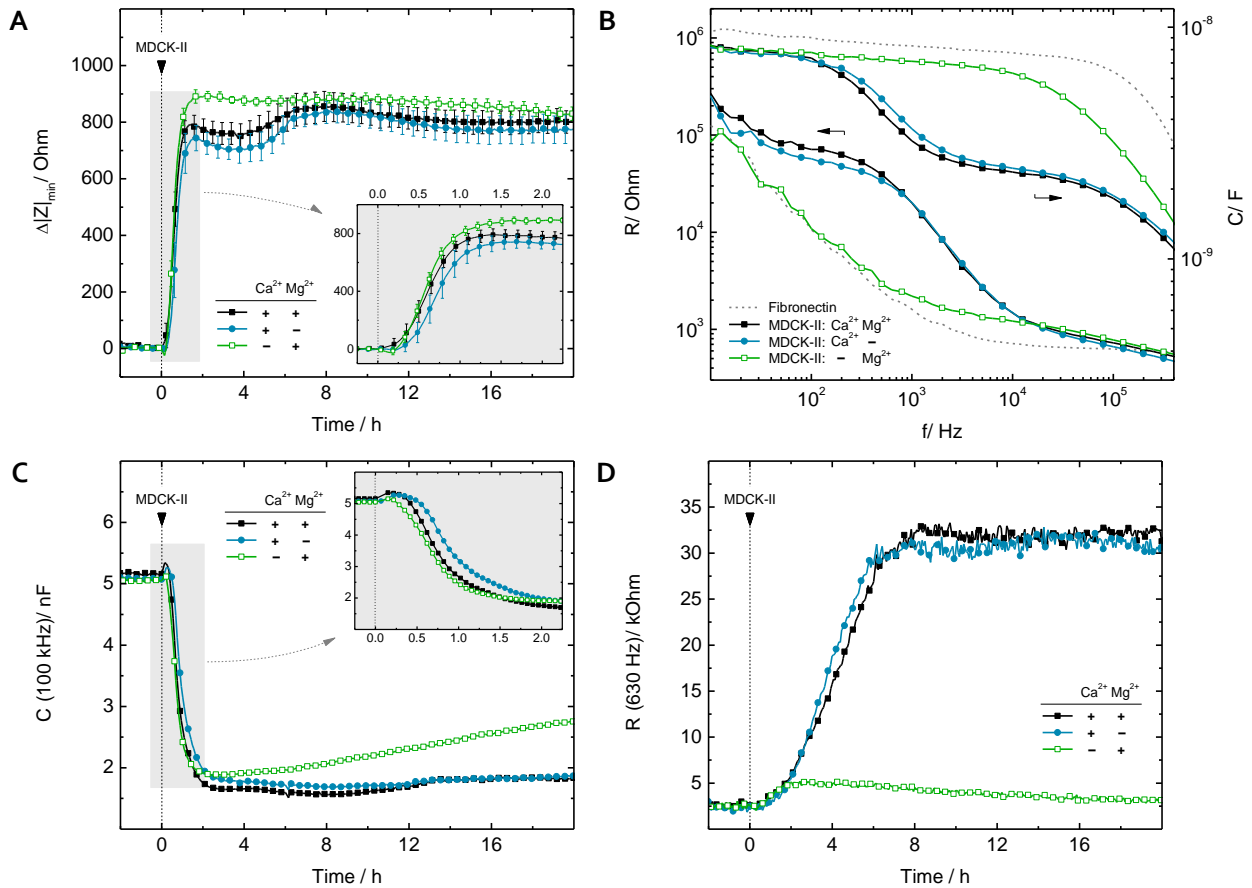 A
MDCK-II
Δ|Z|min/ Ohm
1000
800
600
400
200
0
0 4 8 12 16
Time / h
Ca2+ Mg2+
+ +
+ −
− +
0.0 0.5 1.0 1.5 2.0
800
400
0
B
R/ Ohm
10^6
10^5
10^4
10^3
10^-8
10^-9
C/ F
Fibronectin
MDCK-II: Ca2+ Mg2+
MDCK-II: Ca2+ −
MDCK-II: − Mg2+
10^2 10^3 10^4 10^5
f/ Hz
C
MDCK-II
C (100 kHz)/ nF
6
5
4
3
2
1
0 4 8 12 16
Time / h
Ca2+ Mg2+
+ +
+ −
− +
5
4
3
2
0.0 0.5 1.0 1.5 2.0
D
MDCK-II
R (630 Hz)/ kOhm
35
30
25
20
15
10
5
0
0 4 8 12 16
Time / h
Ca2+ Mg2+
+ +
+ −
− +